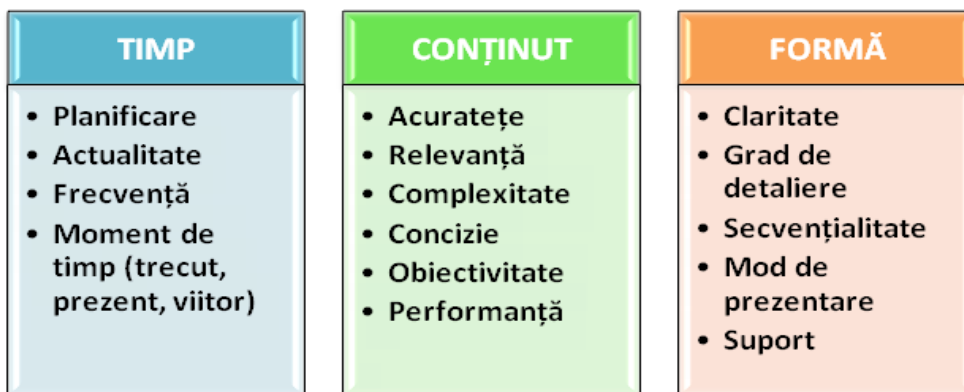 TIMP
• Planificare
• Actualitate
• Frecvență
• Moment de
timp (trecut,
prezent, viitor)
CONȚINUT
• Acuratețe
• Relevanță
• Complexitate
• Concizie
• Obiectivitate
• Performanță
FORMĂ
• Claritate
• Grad de
detaliere
• Secvențialitate
• Mod de
prezentare
• Suport